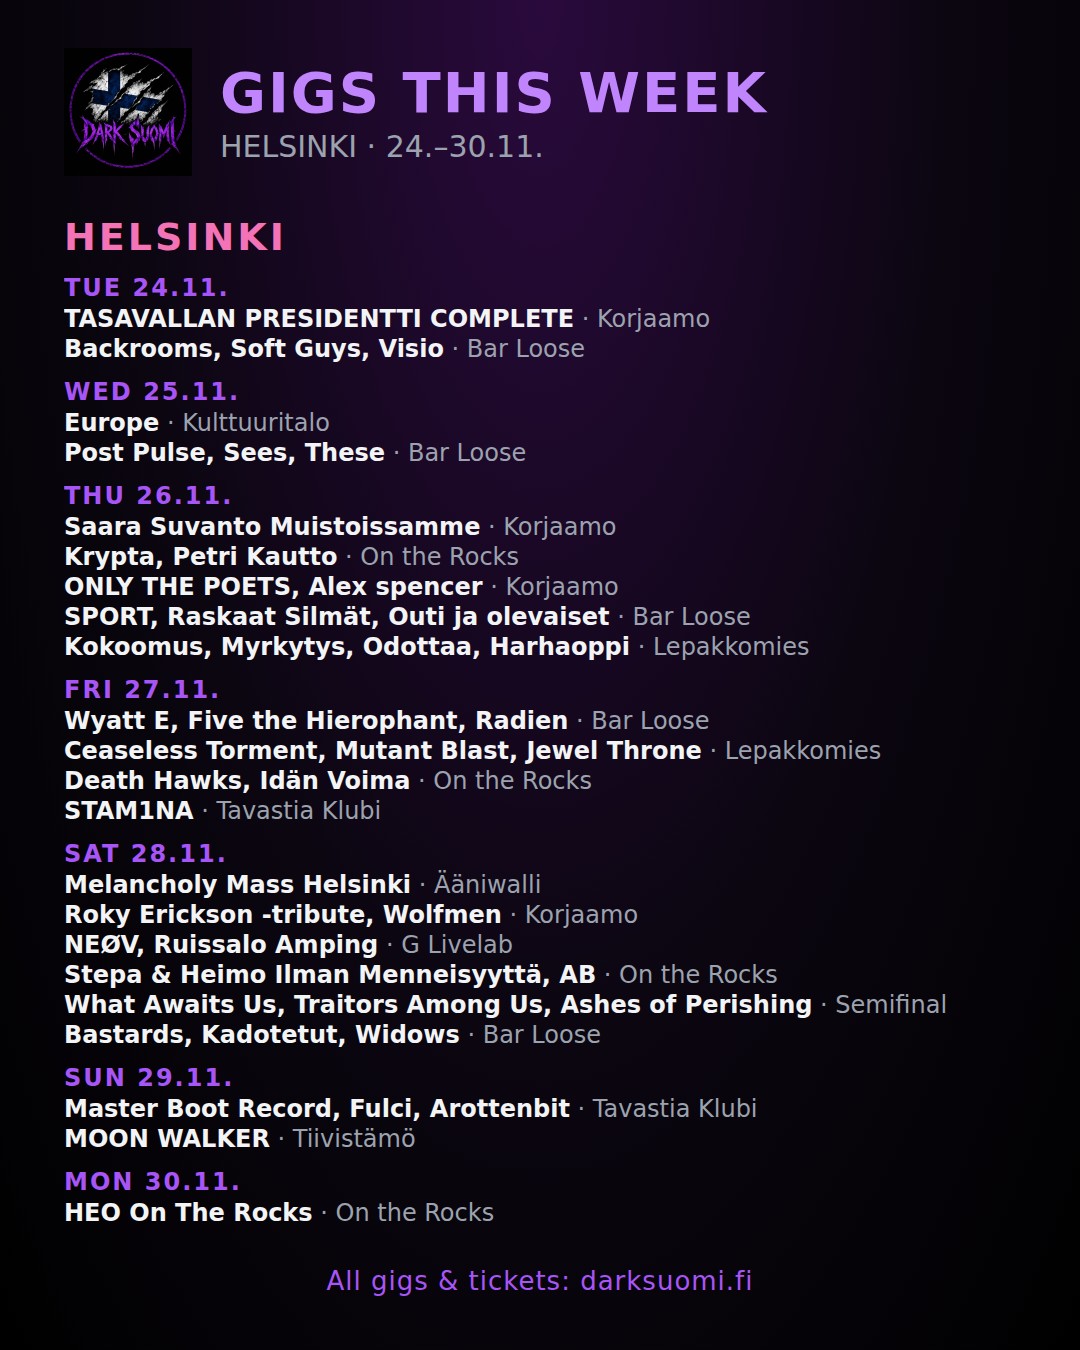 DARK SUOMI
GIGS THIS WEEK
HELSINKI · 24.–30.11.
HELSINKI
TUE 24.11.
TASAVALLAN PRESIDENTTI COMPLETE · Korjaamo
Backrooms, Soft Guys, Visio · Bar Loose
WED 25.11.
Europe · Kulttuuritalo
Post Pulse, Sees, These · Bar Loose
THU 26.11.
Saara Suvanto Muistoissamme · Korjaamo
Krypta, Petri Kautto · On the Rocks
ONLY THE POETS, Alex spencer · Korjaamo
SPORT, Raskaat Silmät, Outi ja olevaiset · Bar Loose
Kokoomus, Myrkytys, Odottaa, Harhaoppi · Lepakkomies
FRI 27.11.
Wyatt E, Five the Hierophant, Radien · Bar Loose
Ceaseless Torment, Mutant Blast, Jewel Throne · Lepakkomies
Death Hawks, Idän Voima · On the Rocks
STAM1NA · Tavastia Klubi
SAT 28.11.
Melancholy Mass Helsinki · Ääniwalli
Roky Erickson -tribute, Wolfmen · Korjaamo
NEØV, Ruissalo Amping · G Livelab
Stepa & Heimo Ilman Menneisyyttä, AB · On the Rocks
What Awaits Us, Traitors Among Us, Ashes of Perishing · Semifinal
Bastards, Kadotetut, Widows · Bar Loose
SUN 29.11.
Master Boot Record, Fulci, Arottenbit · Tavastia Klubi
MOON WALKER · Tiivistämö
MON 30.11.
HEO On The Rocks · On the Rocks
All gigs & tickets: darksuomi.fi